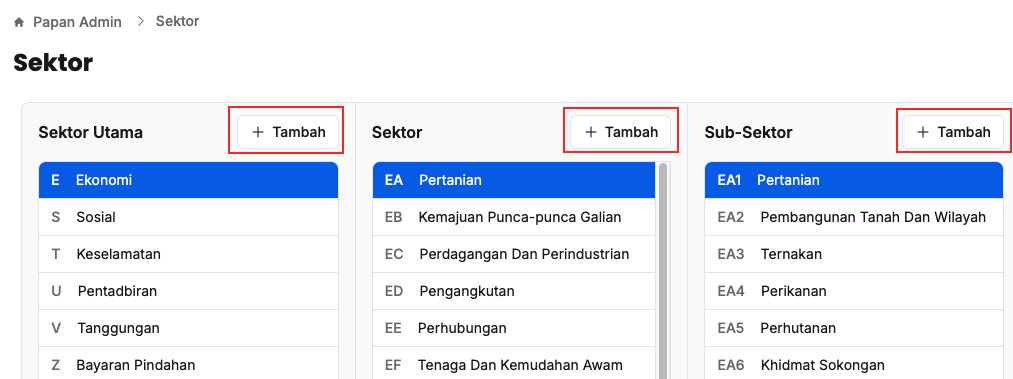 Papan Admin > Sektor
Sektor
Sektor Utama
+ Tambah
E Ekonomi
S Sosial
T Keselamatan
U Pentadbiran
V Tanggungan
Z Bayaran Pindahan
Sektor
+ Tambah
EA Pertanian
EB Kemajuan Punca-punca Galian
EC Perdagangan Dan Perindustrian
ED Pengangkutan
EE Perhubungan
EF Tenaga Dan Kemudahan Awam
Sub-Sektor
+ Tambah
EA1 Pertanian
EA2 Pembangunan Tanah Dan Wilayah
EA3 Ternakan
EA4 Perikanan
EA5 Perhutanan
EA6 Khidmat Sokongan